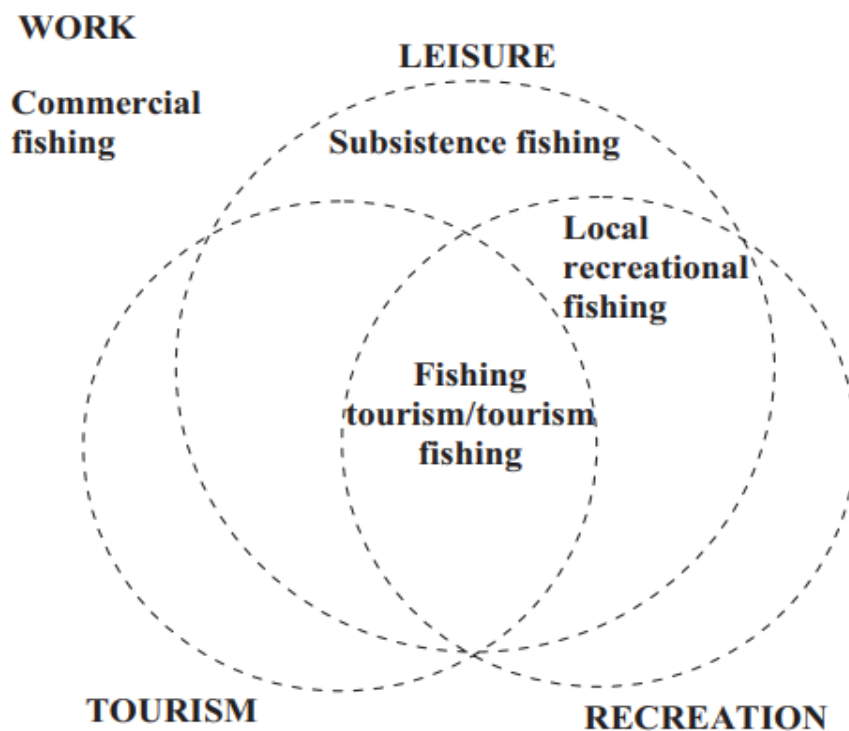 WORK
LEISURE
Commercial
fishing
Subsistence fishing
Local
recreational
fishing
Fishing
tourism/tourism
fishing
TOURISM
RECREATION